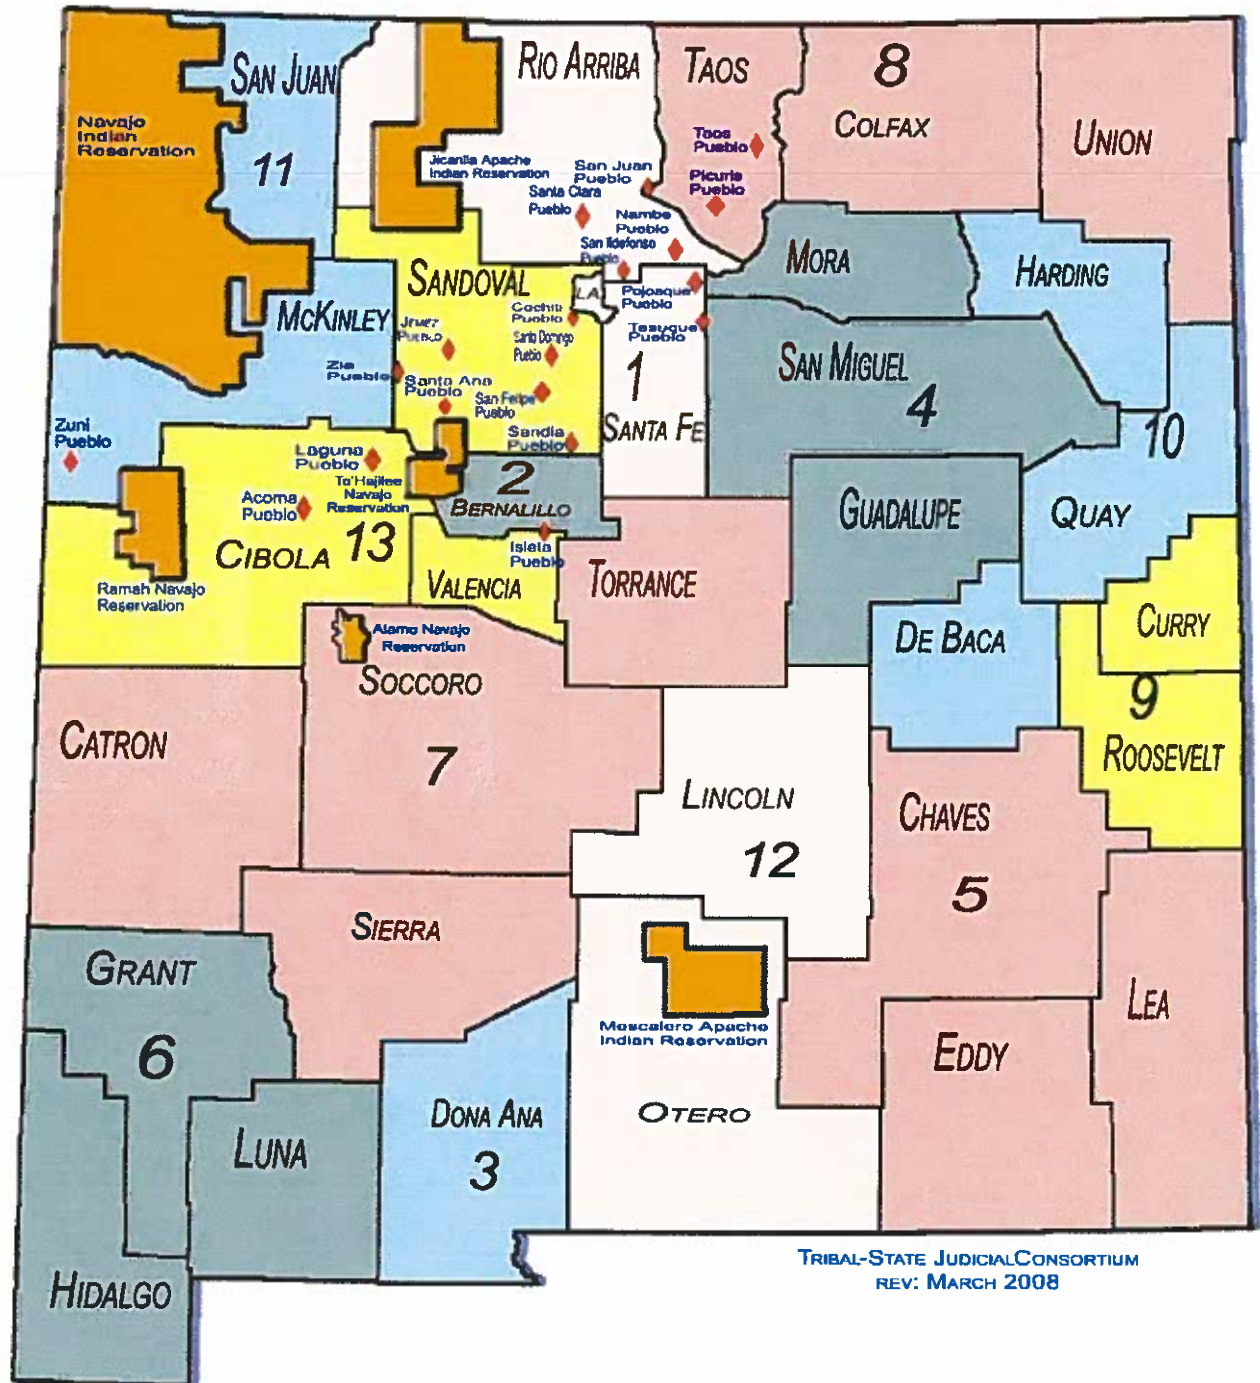 SAN JUAN
RIO ARRIBA
TAOS
8
COLFAX
UNION
Navajo
Indian
Reservation
11
Jicarilla Apache
Indian Reservation
San Juan
Pueblo
Santa Clara
Pueblo
Taos
Pueblo
Picuris
Pueblo
Nambe
Pueblo
San Ildefonso
Pueblo
MORA
HARDING
SANDOVAL
LA
Pojoaque
Pueblo
MCKINLEY
Jemez
Pueblo
Cochiti
Pueblo
Santo Domingo
Pueblo
Tesuque
Pueblo
Zia
Pueblo
Santa Ana
Pueblo
San Felipe
Pueblo
1
SANTA FE
SAN MIGUEL
4
10
Zuni
Pueblo
Laguna
Pueblo
Sandia
Pueblo
To'Hajiilee
Navajo
Reservation
2
BERNALILLO
Acoma
Pueblo
CIBOLA
13
Isleta
Pueblo
GUADALUPE
QUAY
Ramah Navajo
Reservation
VALENCIA
TORRANCE
CURRY
Alamo Navajo
Reservation
DE BACA
SOCCORO
9
ROOSEVELT
CATRON
7
LINCOLN
12
CHAVES
5
SIERRA
GRANT
6
Mescalero Apache
Indian Reservation
LEA
EDDY
OTERO
DONA ANA
3
LUNA
HIDALGO
TRIBAL-STATE JUDICIALCONSORTIUM
REV: MARCH 2008